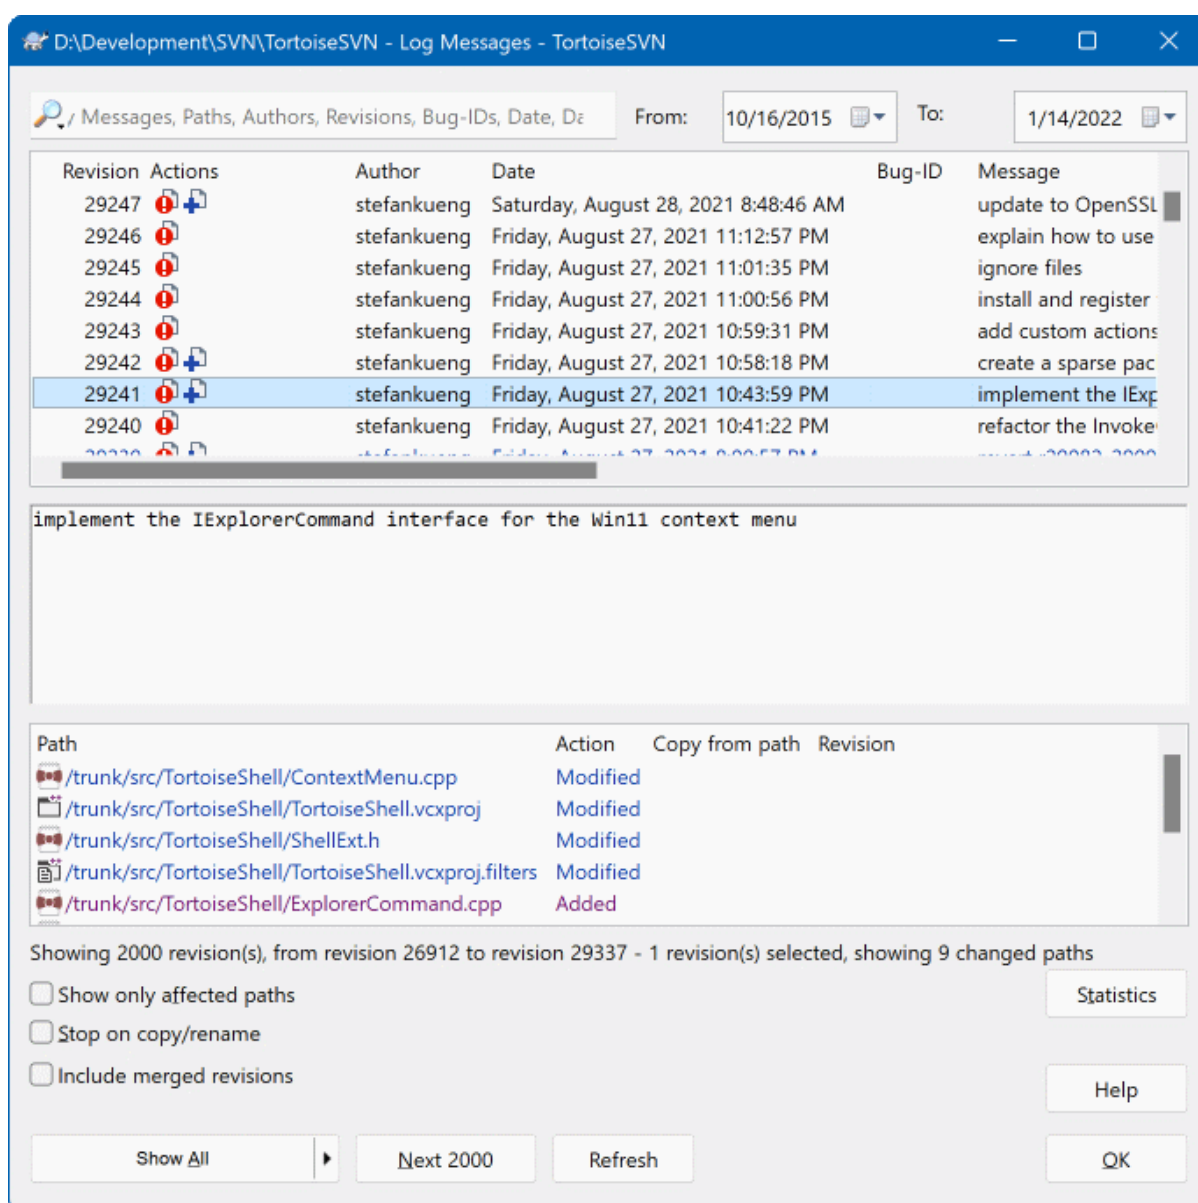 D:\Development\SVN\TortoiseSVN - Log Messages - TortoiseSVN
Messages, Paths, Authors, Revisions, Bug-IDs, Date, Da From: 10/16/2015 To: 1/14/2022
Revision Actions Author Date Bug-ID Message
29247 stefankueng Saturday, August 28, 2021 8:48:46 AM update to OpenSSL
29246 stefankueng Friday, August 27, 2021 11:12:57 PM explain how to use
29245 stefankueng Friday, August 27, 2021 11:01:35 PM ignore files
29244 stefankueng Friday, August 27, 2021 11:00:56 PM install and register
29243 stefankueng Friday, August 27, 2021 10:59:31 PM add custom actions
29242 stefankueng Friday, August 27, 2021 10:58:18 PM create a sparse pac
29241 stefankueng Friday, August 27, 2021 10:43:59 PM implement the IExp
29240 stefankueng Friday, August 27, 2021 10:41:22 PM refactor the Invoke
implement the IExplorerCommand interface for the Win11 context menu
Path Action Copy from path Revision
/trunk/src/TortoiseShell/ContextMenu.cpp Modified
/trunk/src/TortoiseShell/TortoiseShell.vcxproj Modified
/trunk/src/TortoiseShell/ShellExt.h Modified
/trunk/src/TortoiseShell/TortoiseShell.vcxproj.filters Modified
/trunk/src/TortoiseShell/ExplorerCommand.cpp Added
Showing 2000 revision(s), from revision 26912 to revision 29337 - 1 revision(s) selected, showing 9 changed paths
Show only affected paths Statistics
Stop on copy/rename
Include merged revisions
Help
Show All Next 2000 Refresh OK